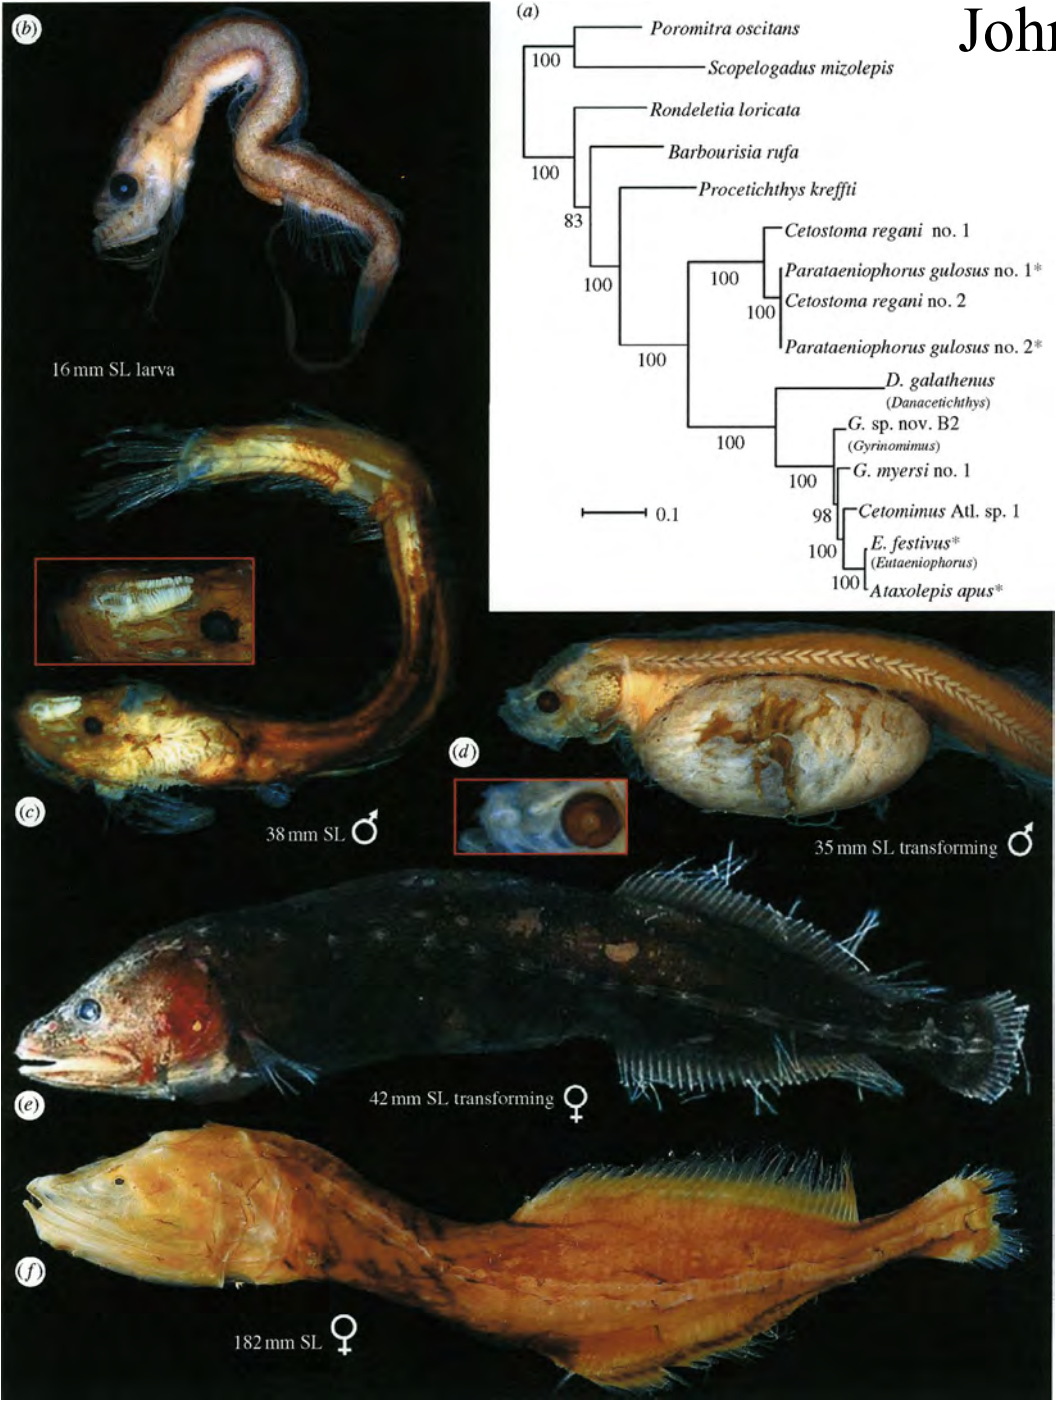 (b)
(a)
John
Poromitra oscitans
100
Scopelogadus mizolepis
Rondeletia loricata
100
Barbourisia rufa
83
Procetichthys kreffti
100
Cetostoma regani no. 1
100
Parataeniophorus gulosus no. 1*
100
Cetostoma regani no. 2
100
Parataeniophorus gulosus no. 2*
D. galathenus
(Danacetichthys)
100
G. sp. nov. B2
(Gyrinomimus)
100
G. myersi no. 1
98
Cetomimus Atl. sp. 1
100
E. festivus*
(Eutaeniophorus)
100
Ataxolepis apus*
0.1
16 mm SL larva
(c)
38 mm SL ♂
(d)
35 mm SL transforming ♂
(e)
42 mm SL transforming ♀
(f)
182 mm SL ♀